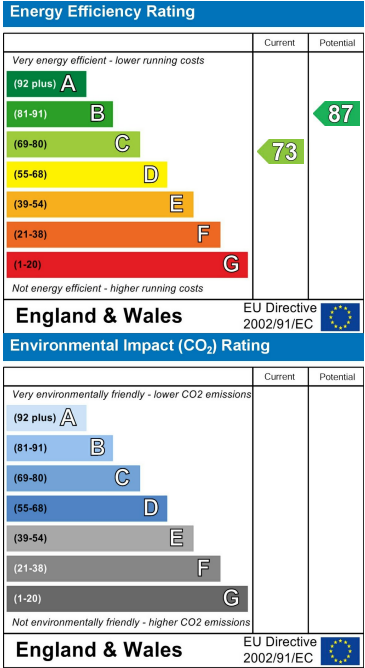 Energy Efficiency Rating
Current Potential
Very energy efficient - lower running costs
(92 plus) A
(81-91) B
87
(69-80) C
73
(55-68) D
(39-54) E
(21-38) F
(1-20) G
Not energy efficient - higher running costs
England & Wales
EU Directive
2002/91/EC
Environmental Impact (CO₂) Rating
Current Potential
Very environmentally friendly - lower CO2 emissions
(92 plus) A
(81-91) B
(69-80) C
(55-68) D
(39-54) E
(21-38) F
(1-20) G
Not environmentally friendly - higher CO2 emissions
England & Wales
EU Directive
2002/91/EC